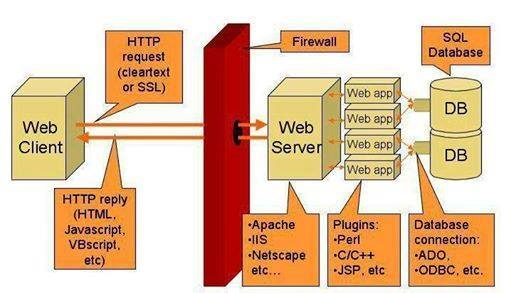 HTTP
request
(cleartext
or SSL)
Firewall
SQL
Database
Web
Client
Web
Server
Web app
Web app
Web app
Web app
DB
DB
HTTP reply
(HTML,
Javascript,
VBscript,
etc)
•Apache
•IIS
•Netscape
etc...
Plugins:
•Perl
•C/C++
•JSP, etc
Database
connection:
•ADO,
•ODBC, etc.